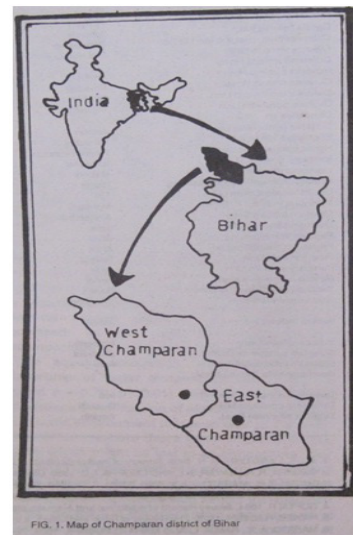 India
Bihar
West
Champaran
East
Champaran
FIG. 1. Map of Champaran district of Bihar